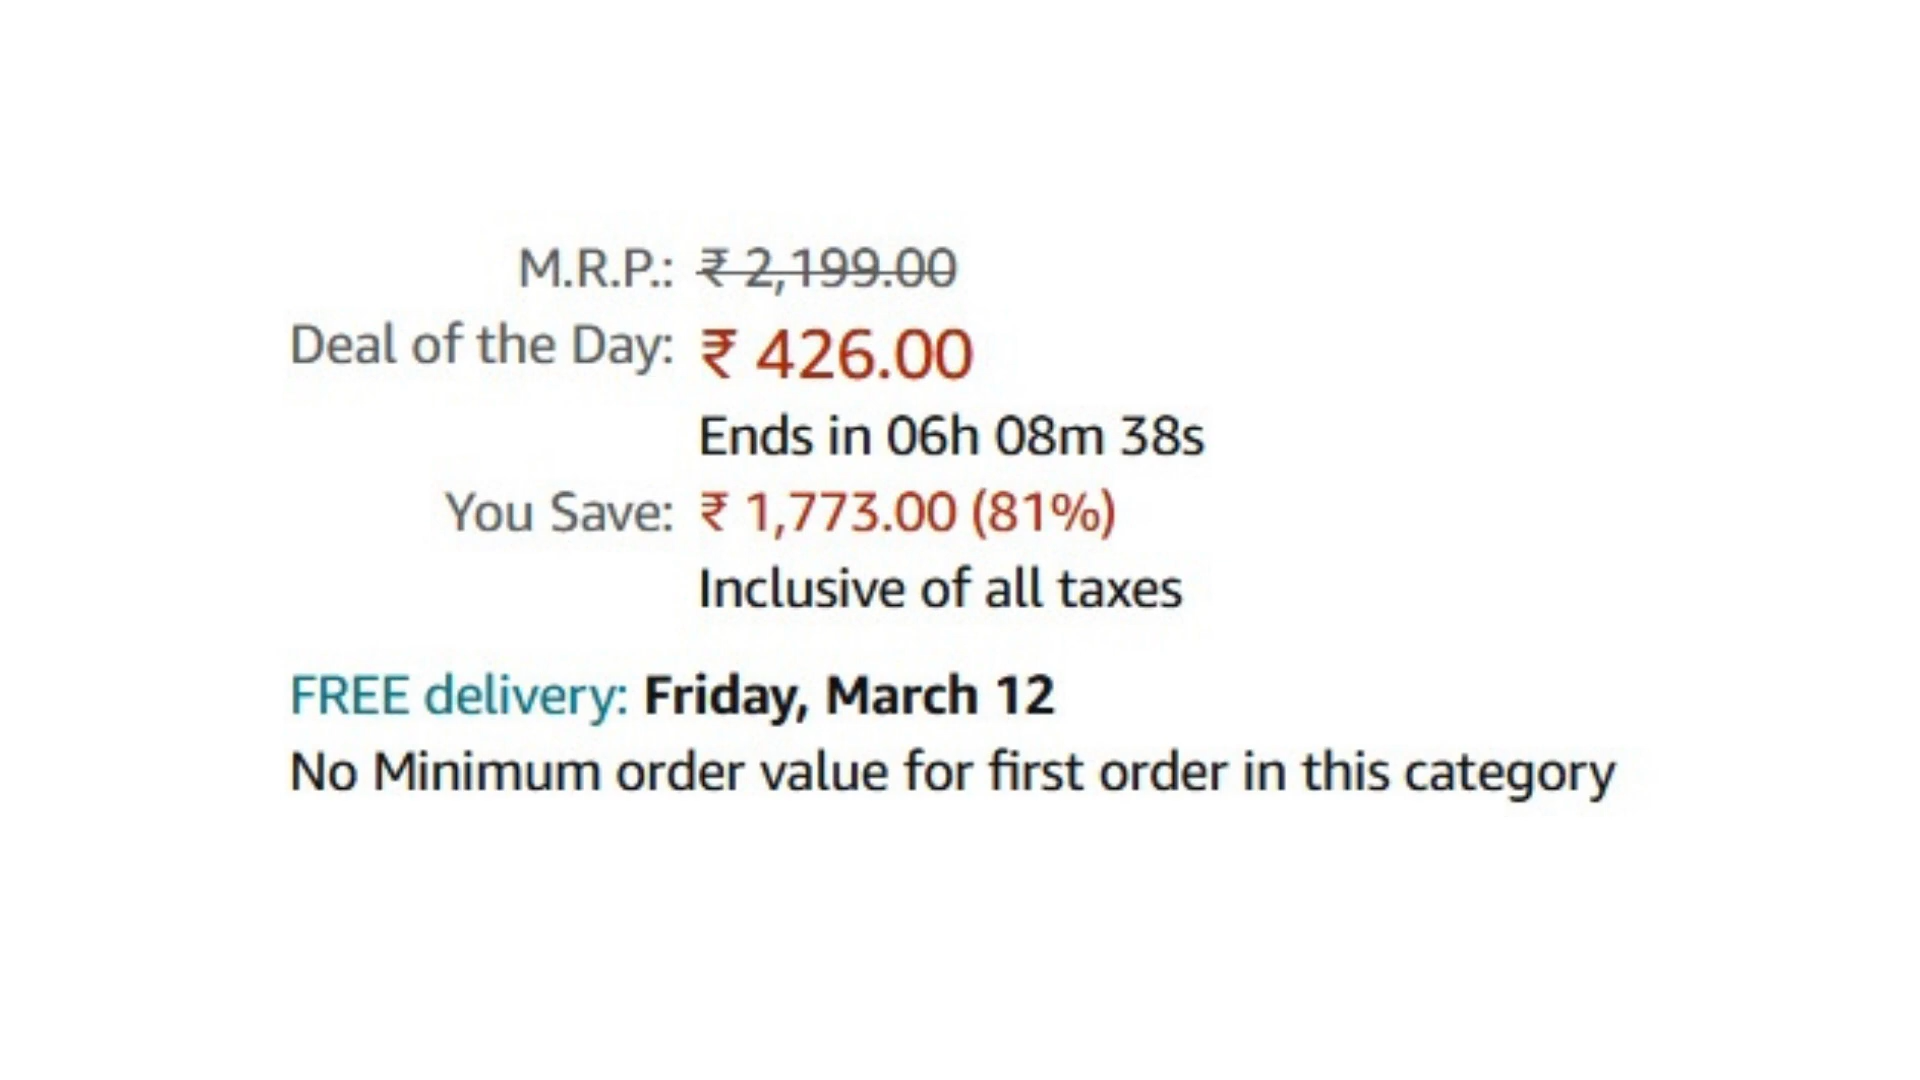 M.R.P.: ₹ 2,199.00
Deal of the Day: ₹ 426.00
Ends in 06h 08m 38s
You Save: ₹ 1,773.00 (81%)
Inclusive of all taxes
FREE delivery: Friday, March 12
No Minimum order value for first order in this category